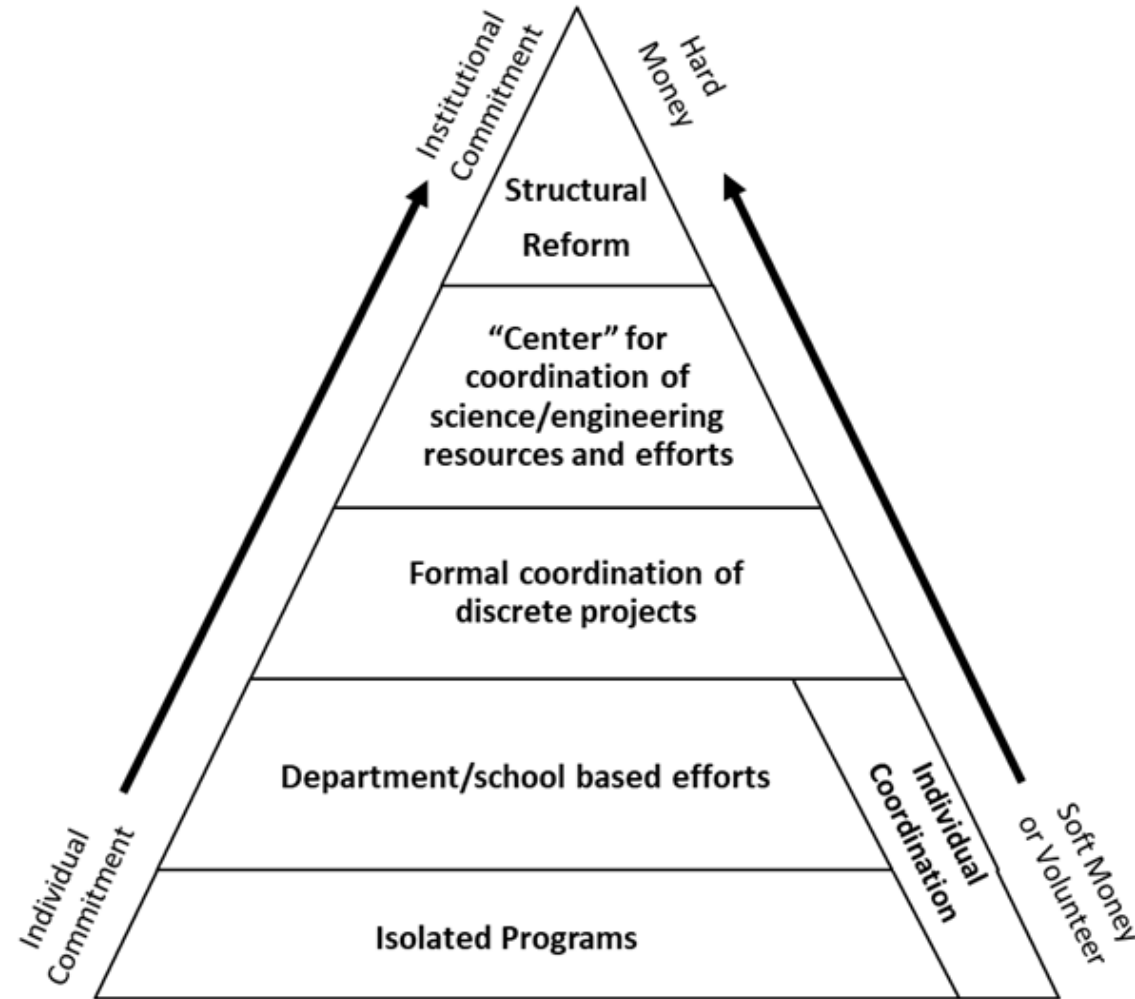 Institutional
Commitment
Hard
Money
Structural
Reform
“Center” for
coordination of
science/engineering
resources and efforts
Formal coordination of
discrete projects
Department/school based efforts
Individual
Coordination
Isolated Programs
Individual
Commitment
Soft Money
or Volunteer